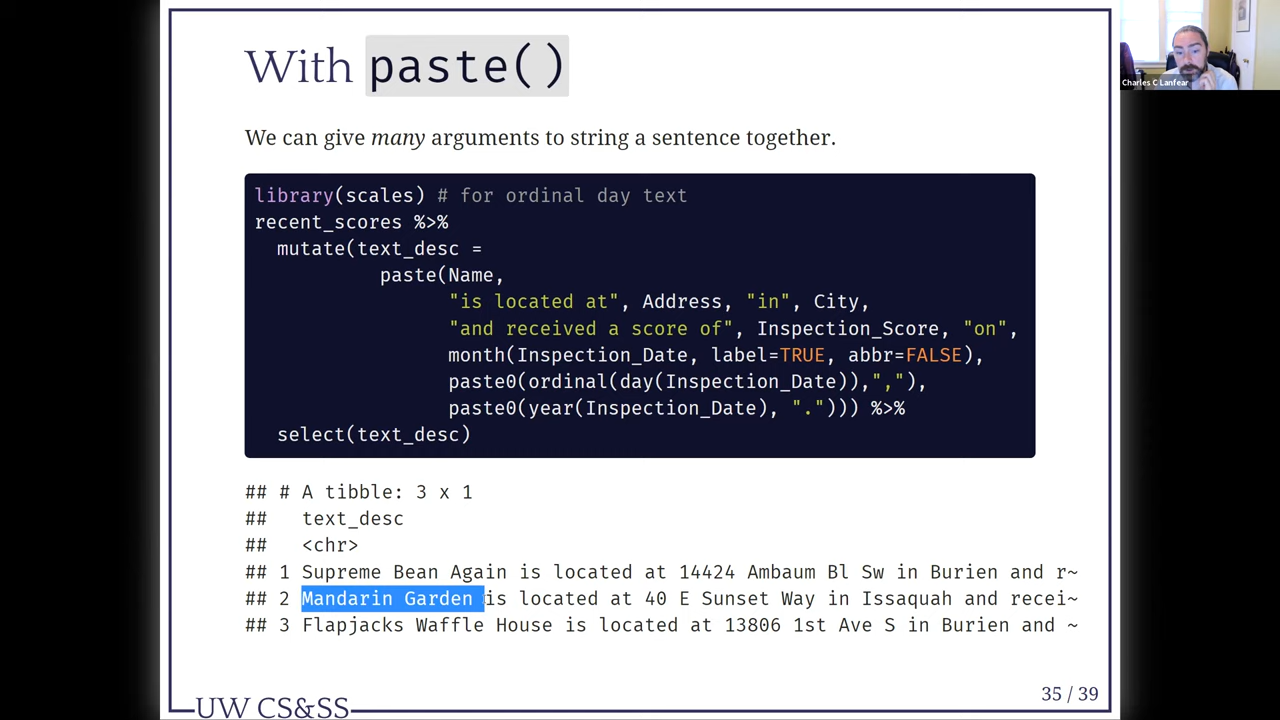 With paste()
Charles C Lanfear
We can give many arguments to string a sentence together.
library(scales) # for ordinal day text
recent_scores %>%
  mutate(text_desc =
           paste(Name,
                 "is located at", Address, "in", City,
                 "and received a score of", Inspection_Score, "on",
                 month(Inspection_Date, label=TRUE, abbr=FALSE),
                 paste0(ordinal(day(Inspection_Date)),","),
                 paste0(year(Inspection_Date), "."))) %>%
  select(text_desc)
## # A tibble: 3 x 1
##   text_desc
##   <chr>
## 1 Supreme Bean Again is located at 14424 Ambaum Bl Sw in Burien and r~
## 2 Mandarin Garden is located at 40 E Sunset Way in Issaquah and recei~
## 3 Flapjacks Waffle House is located at 13806 1st Ave S in Burien and ~
35 / 39
UW CS&SS